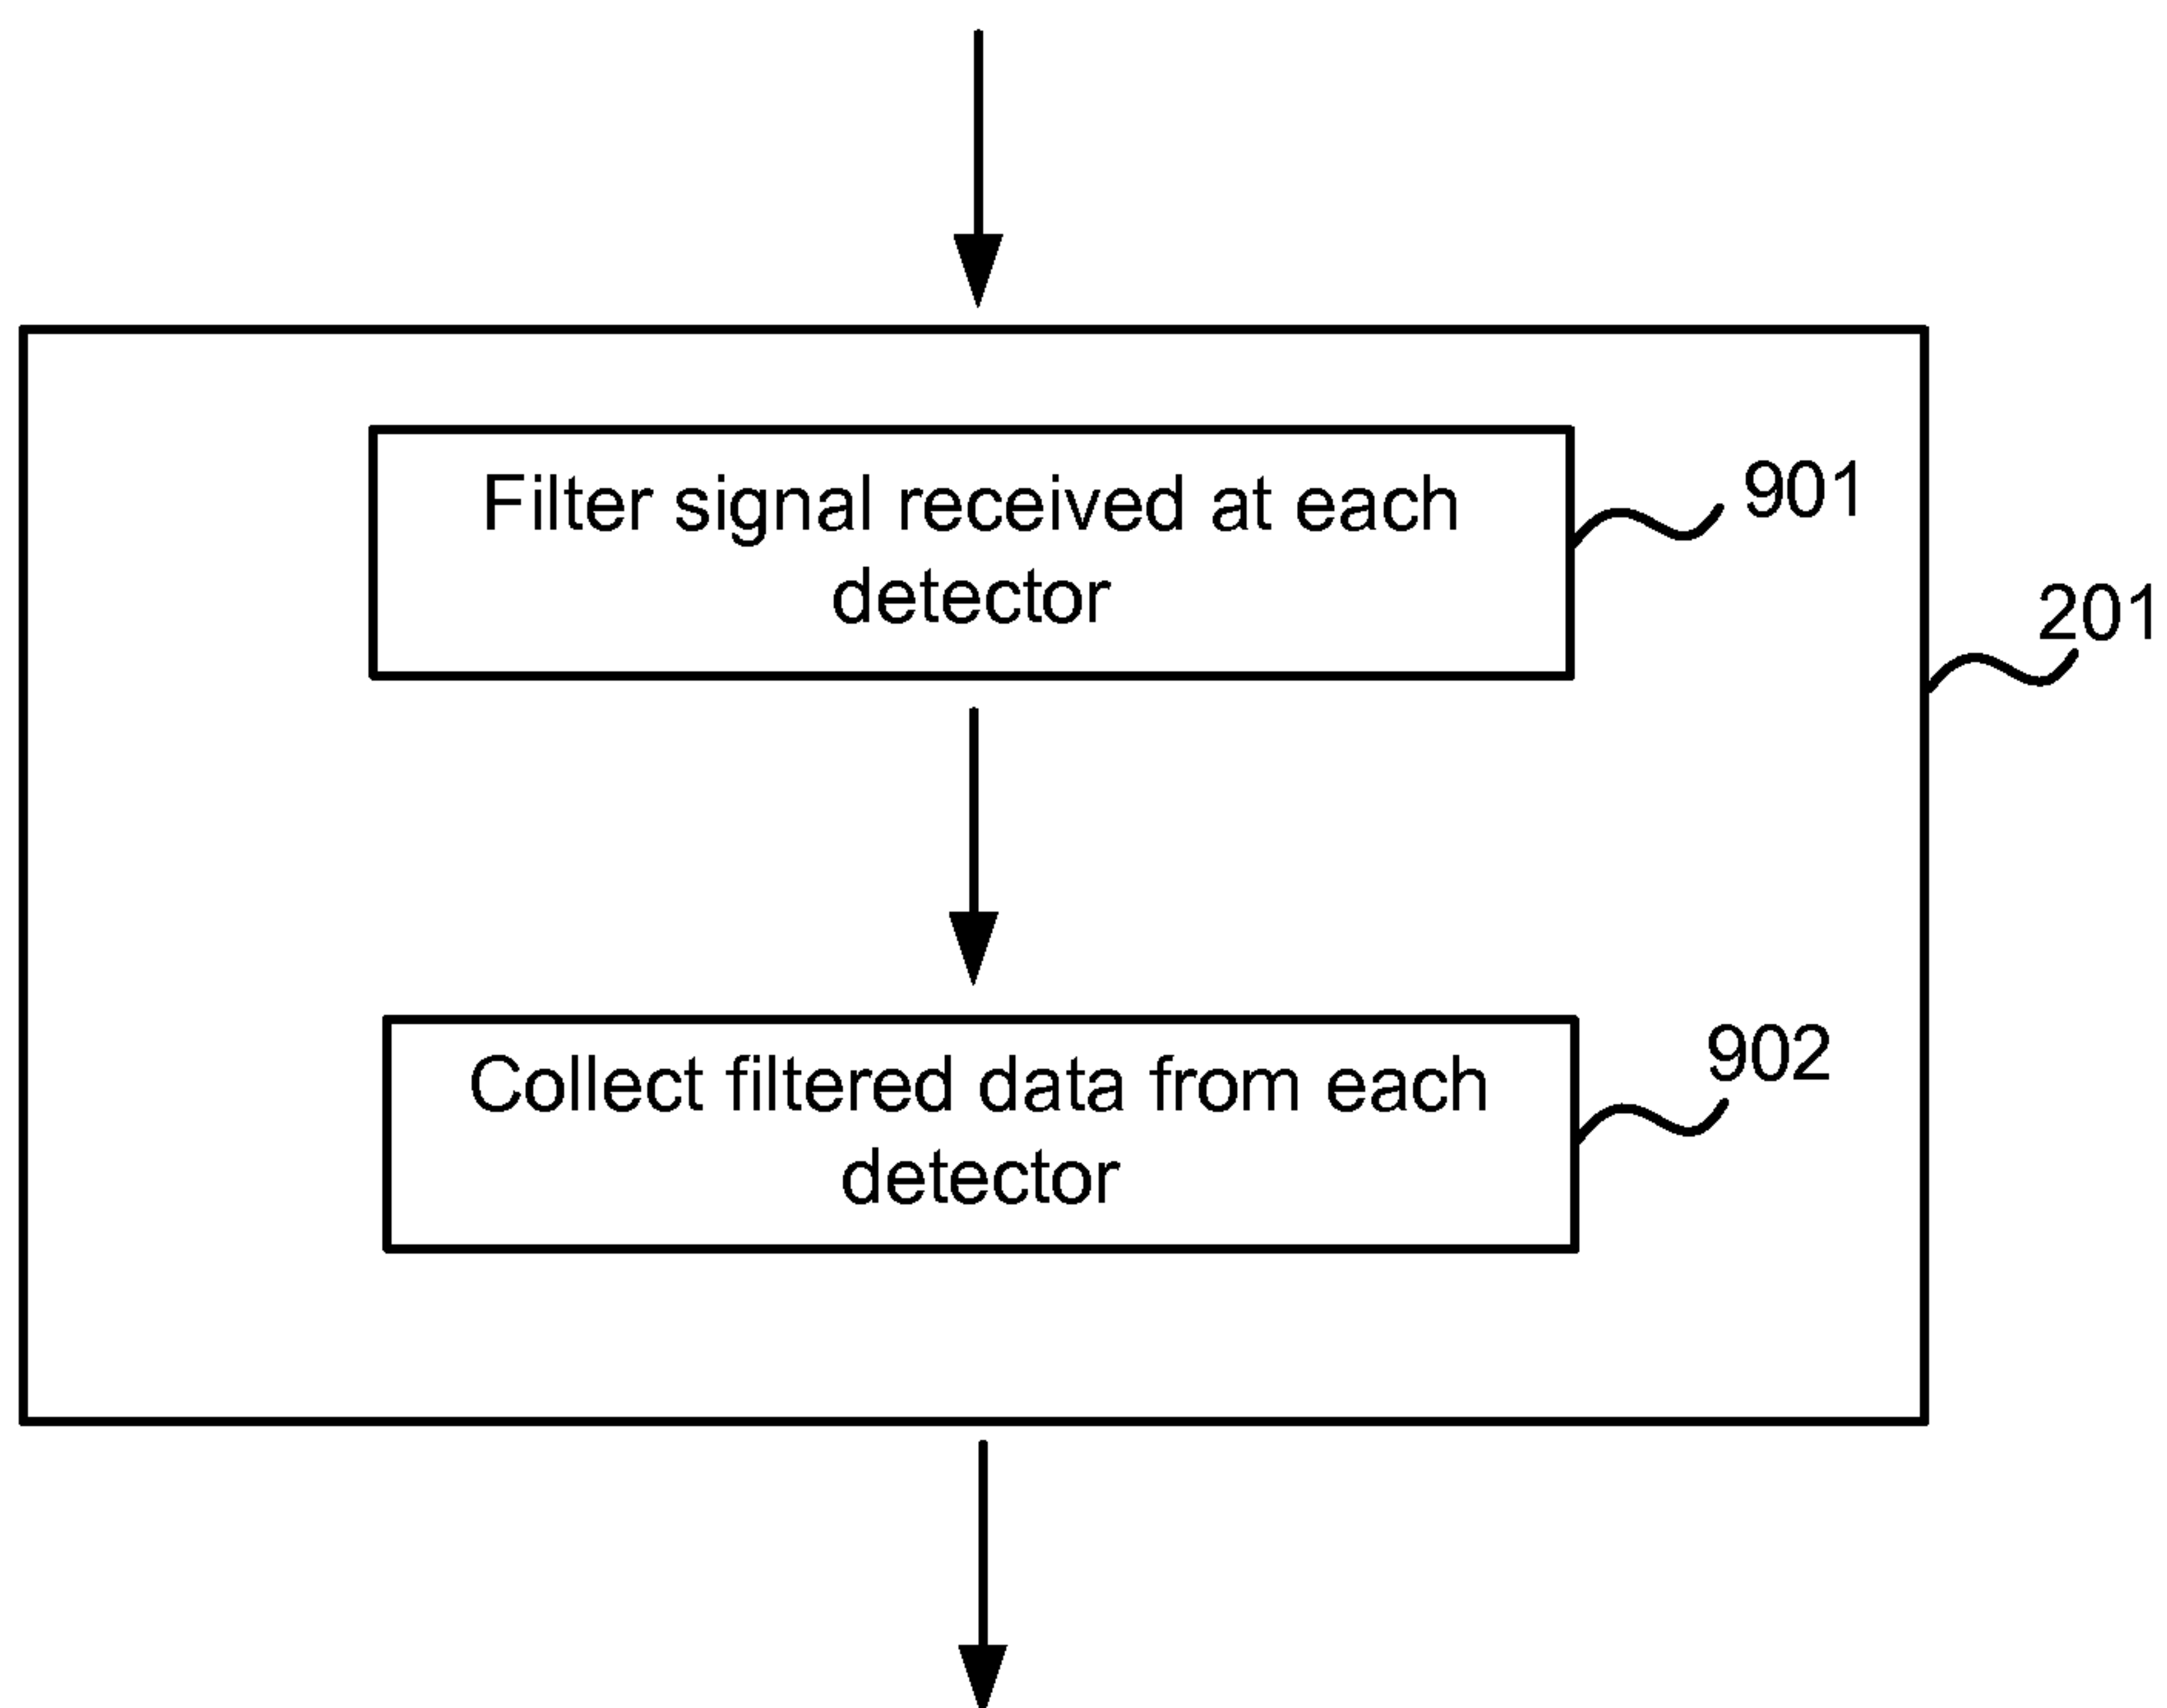 Filter signal received at each
detector
901
201
Collect filtered data from each
detector
902